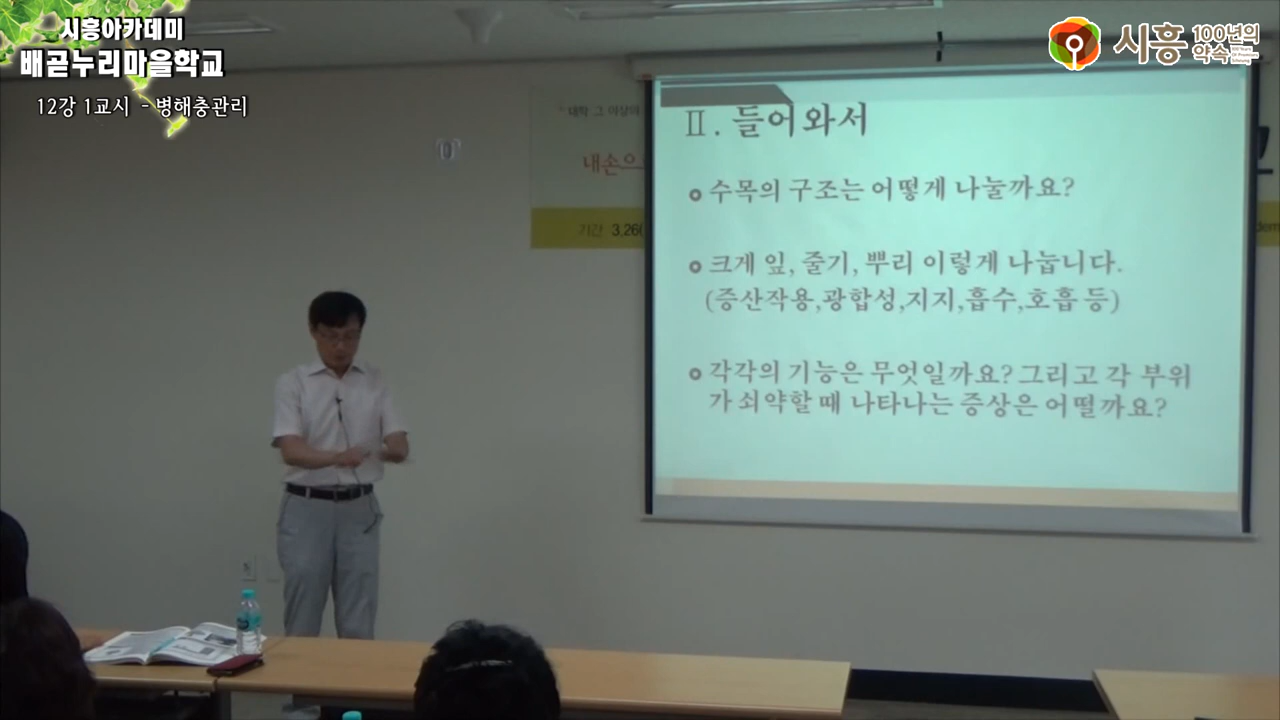 시흥아카데미
배곧누리마을학교
12강 1교시 - 병해충관리
시흥 100년의 약속
대학 그 이상의
내손으
기간 3,26
Ⅱ. 들어와서
수목의 구조는 어떻게 나눌까요?
크게 잎, 줄기, 뿌리 이렇게 나눕니다.
(증산작용,광합성,지지,흡수,호흡 등)
각각의 기능은 무엇일까요? 그리고 각 부위
가 쇠약할 때 나타나는 증상은 어떨까요?